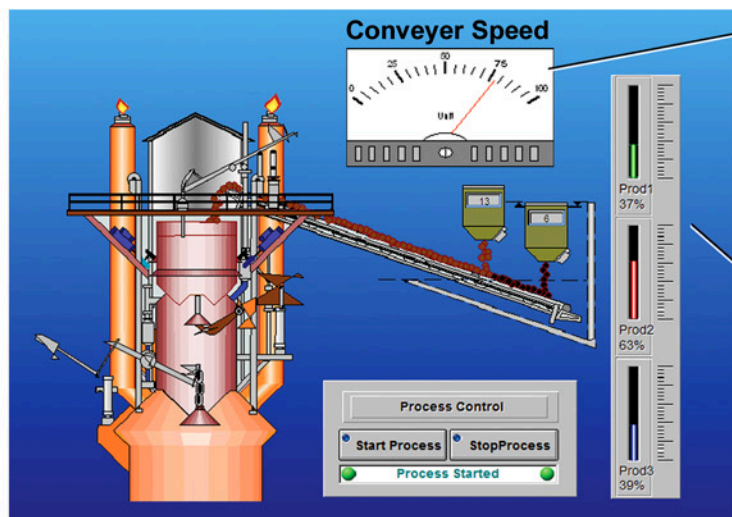 Conveyer Speed
0 25 50 75 100
Unit
13
6
Prod1
37%
Prod2
63%
Prod3
39%
Process Control
Start Process StopProcess
Process Started